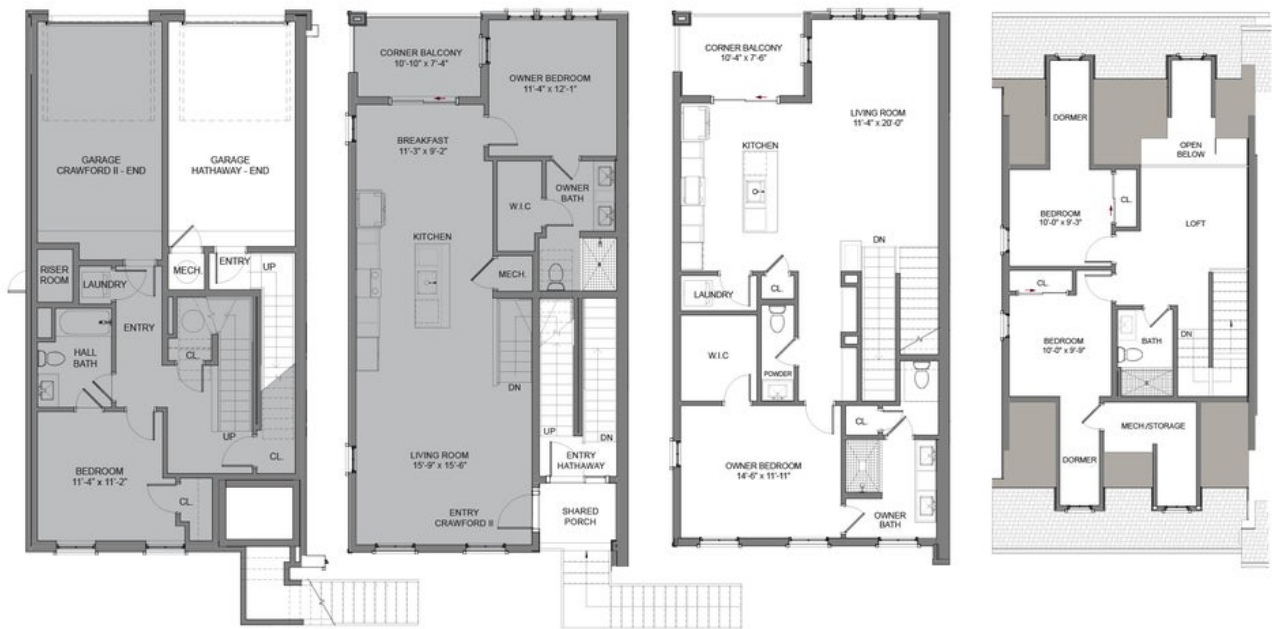 GARAGE
CRAWFORD II - END
GARAGE
HATHAWAY - END
RISER
ROOM
LAUNDRY
MECH.
ENTRY
UP
ENTRY
HALL
BATH
CL.
UP
CL.
BEDROOM
11'-4" x 11'-2"
CL.
CORNER BALCONY
10'-10" x 7'-4"
OWNER BEDROOM
11'-4" x 12'-1"
BREAKFAST
11'-3" x 9'-2"
W.I.C
OWNER
BATH
KITCHEN
MECH.
DN
UP
DN
LIVING ROOM
15'-9" x 15'-6"
ENTRY
HATHAWAY
ENTRY
CRAWFORD II
SHARED
PORCH
CORNER BALCONY
10'-4" x 7'-6"
LIVING ROOM
11'-4" x 20'-0"
KITCHEN
DN
LAUNDRY
CL.
W.I.C
POWDER
CL.
OWNER BEDROOM
14'-6" x 11'-11"
OWNER
BATH
DORMER
OPEN
BELOW
CL.
BEDROOM
10'-0" x 9'-3"
LOFT
CL.
BEDROOM
10'-0" x 9'-9"
BATH
DN
MECH./STORAGE
DORMER